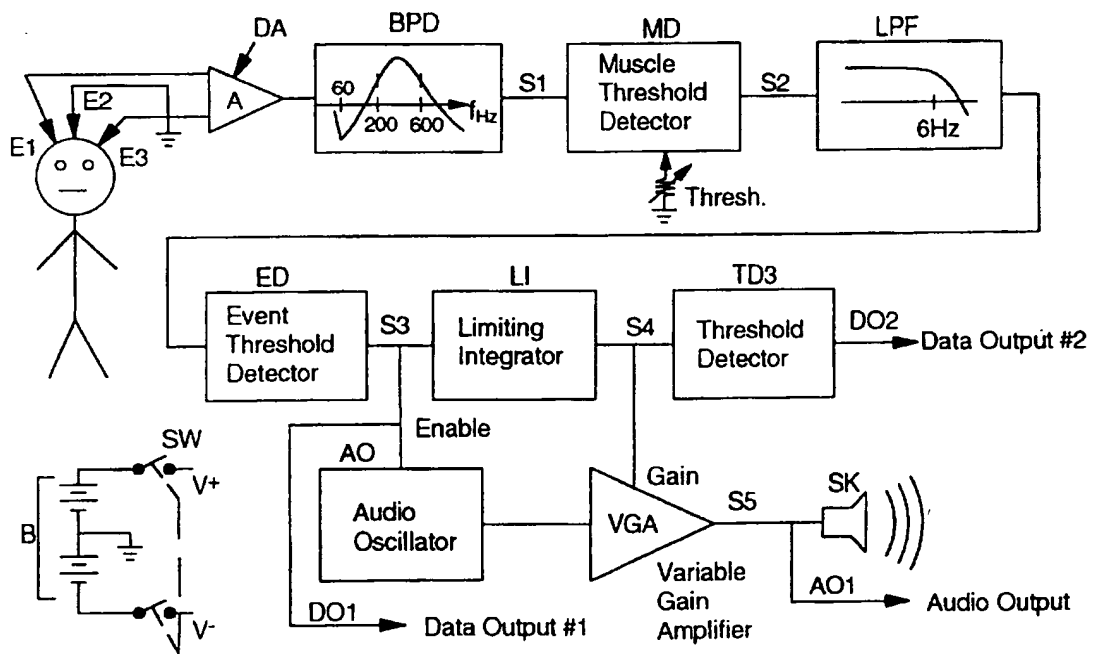 DA
BPD
MD
LPF
E1
E2
E3
A
60
200
600
fHz
S1
Muscle
Threshold
Detector
S2
6Hz
Thresh.
ED
LI
TD3
Event
Threshold
Detector
S3
Limiting
Integrator
S4
Threshold
Detector
DO2
Data Output #2
Enable
AO
Audio
Oscillator
Gain
VGA
S5
SK
Variable
Gain
Amplifier
AO1
Audio Output
DO1
Data Output #1
SW
V+
B
V-